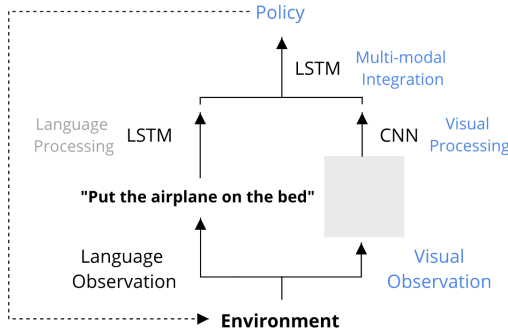 Policy
LSTM
Multi-modal
Integration
Language
Processing
LSTM
CNN
Visual
Processing
"Put the airplane on the bed"
Language
Observation
Visual
Observation
Environment